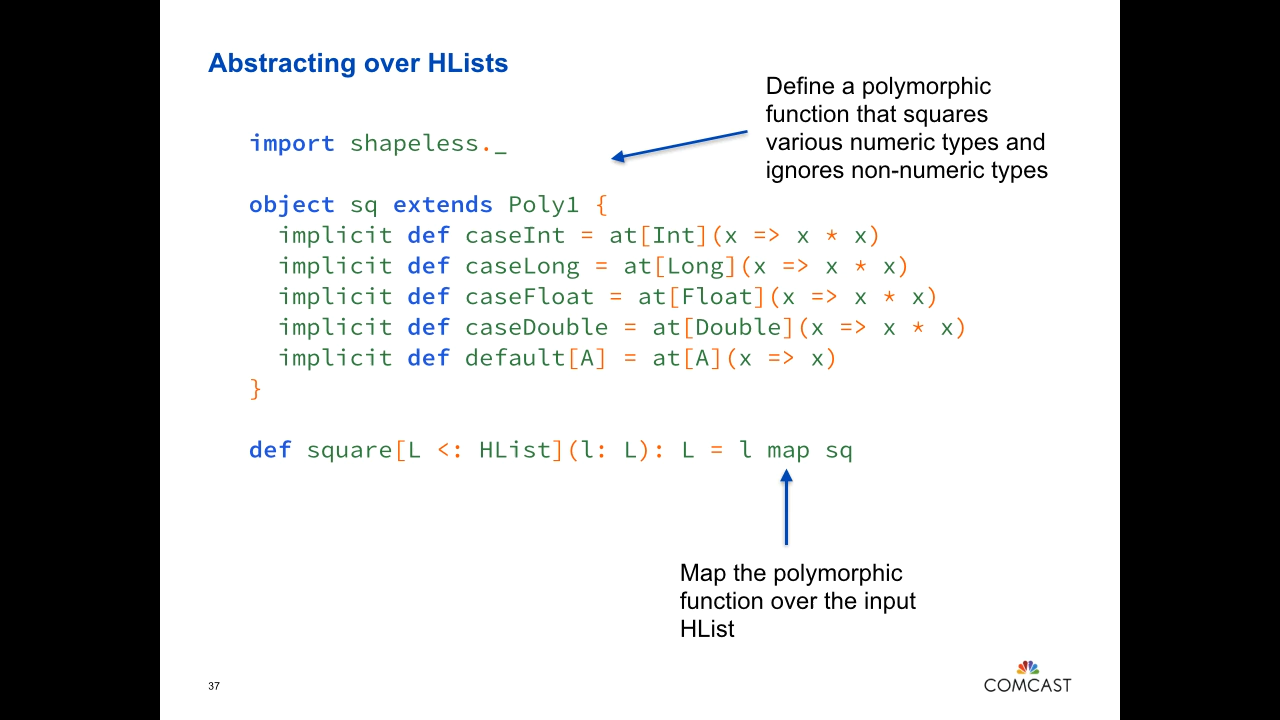 Abstracting over HLists
Define a polymorphic
function that squares
various numeric types and
ignores non-numeric types
import shapeless._
object sq extends Poly1 {
  implicit def caseInt = at[Int](x => x * x)
  implicit def caseLong = at[Long](x => x * x)
  implicit def caseFloat = at[Float](x => x * x)
  implicit def caseDouble = at[Double](x => x * x)
  implicit def default[A] = at[A](x => x)
}
def square[L <: HList](l: L): L = l map sq
Map the polymorphic
function over the input
HList
37
COMCAST